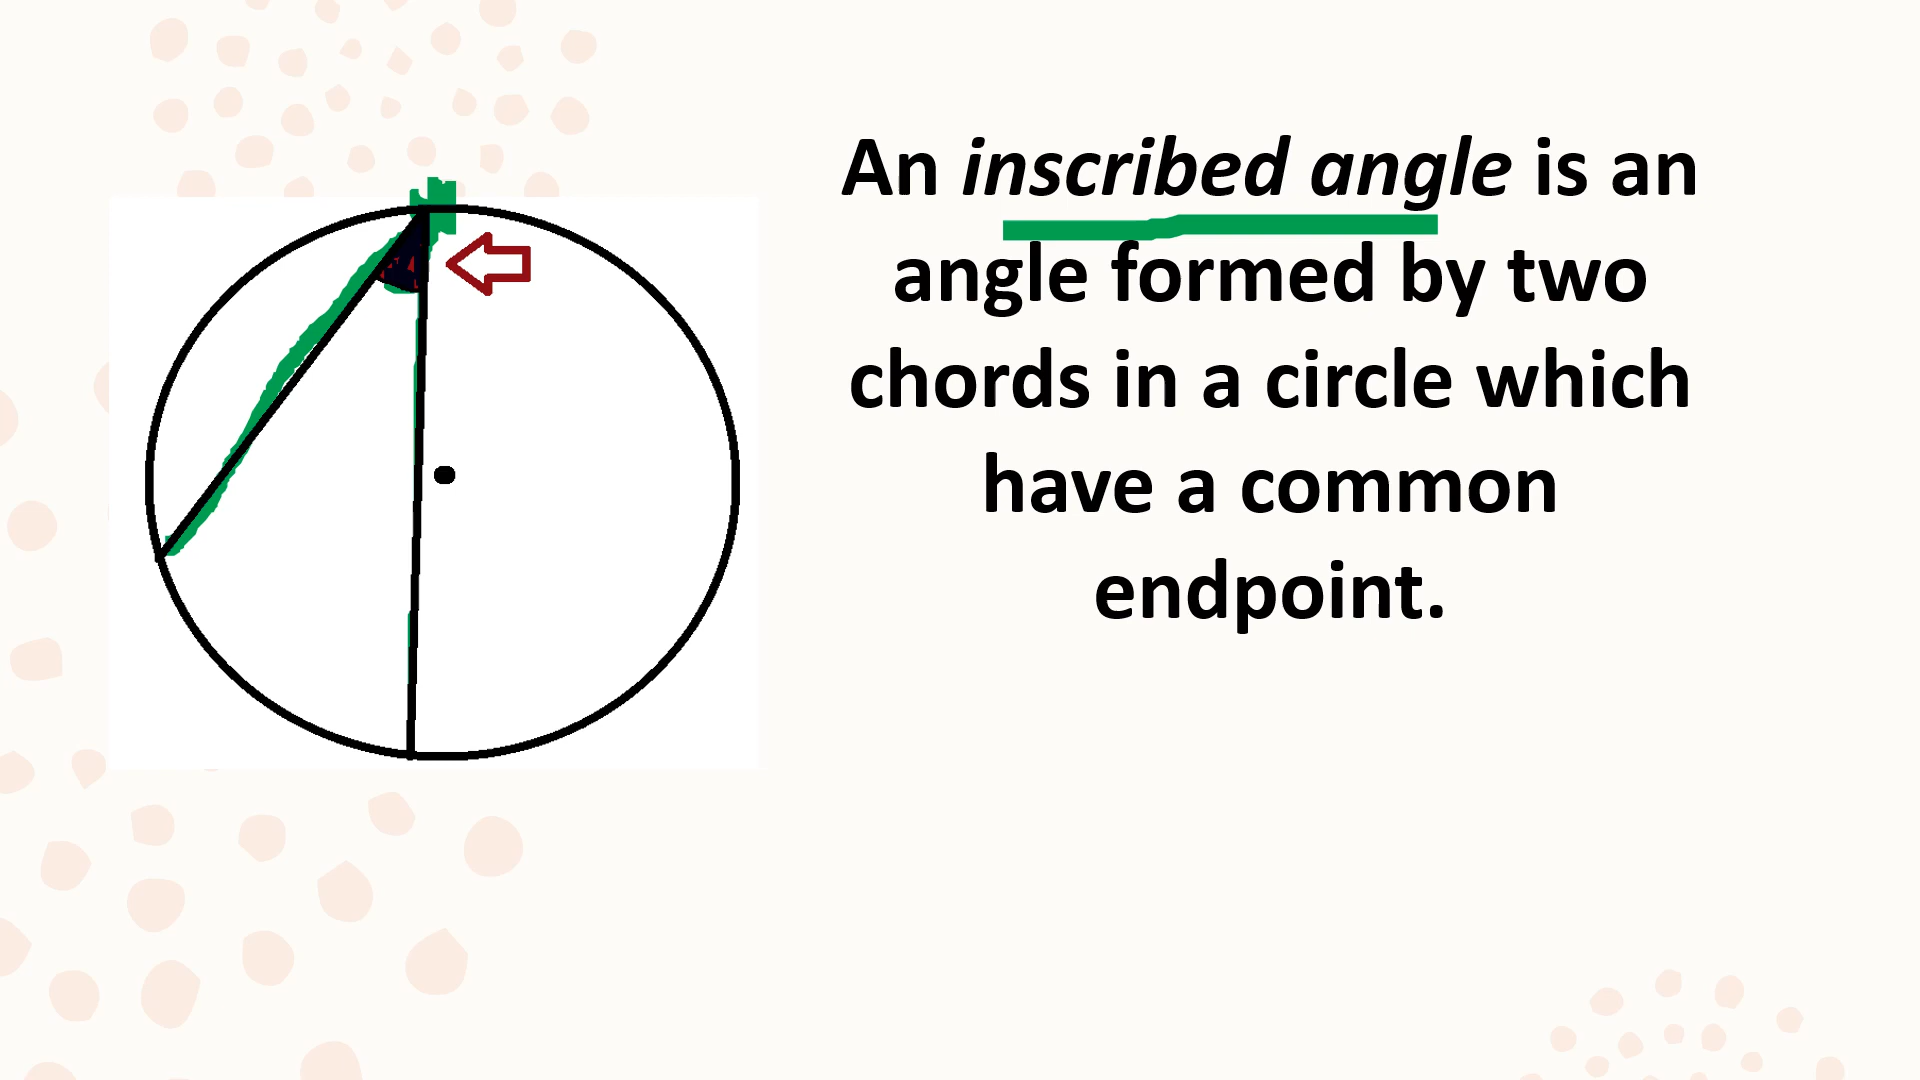 An inscribed angle is an
angle formed by two
chords in a circle which
have a common
endpoint.